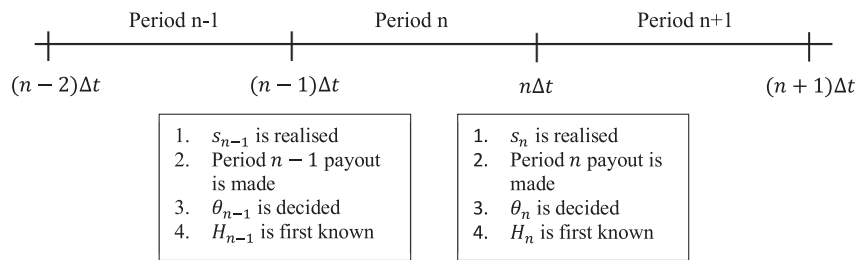 Period n-1 Period n Period n+1
(n − 2)Δt (n − 1)Δt nΔt (n + 1)Δt
1. s_{n−1} is realised
2. Period n − 1 payout
is made
3. θ_{n−1} is decided
4. H_{n−1} is first known
1. s_n is realised
2. Period n payout is
made
3. θ_n is decided
4. H_n is first known